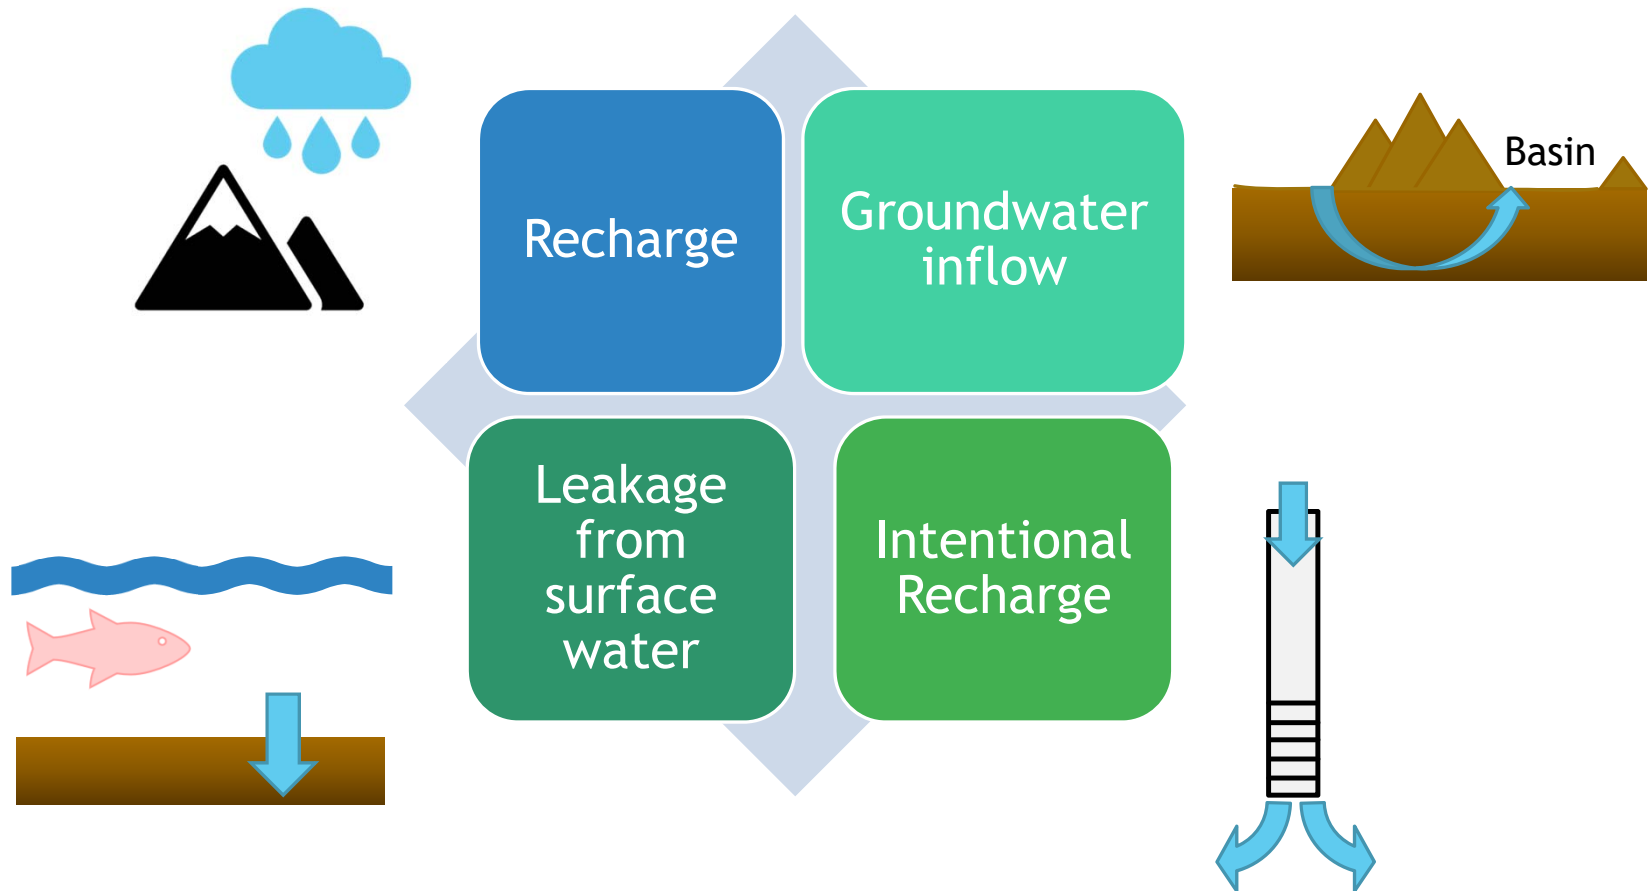 Recharge
Groundwater
inflow
Basin
Leakage
from
surface
water
Intentional
Recharge